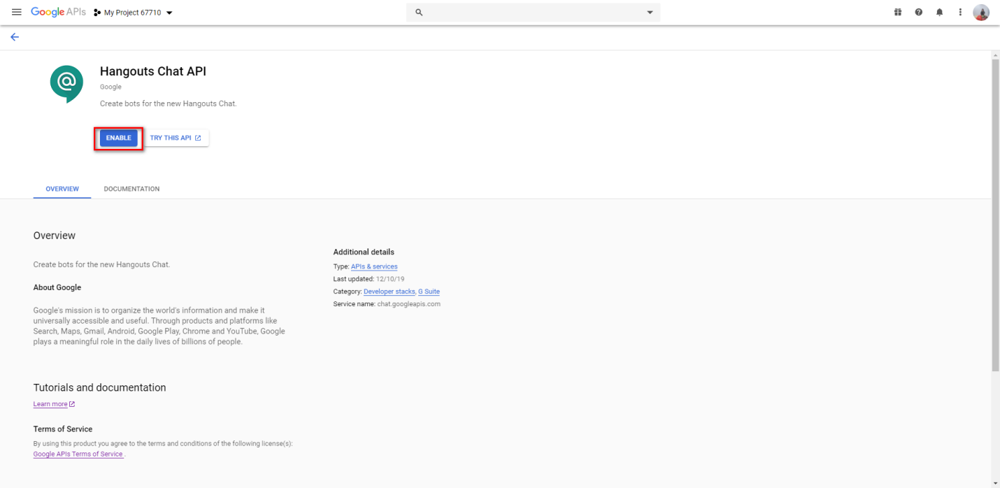 Google APIs
My Project 67710
Hangouts Chat API
Google
Create bots for the new Hangouts Chat.
ENABLE
TRY THIS API
OVERVIEW
DOCUMENTATION
Overview
Create bots for the new Hangouts Chat.
About Google
Google's mission is to organize the world's information and make it
universally accessible and useful. Through products and platforms like
Search, Maps, Gmail, Android, Google Play, Chrome and YouTube, Google
plays a meaningful role in the daily lives of billions of people.
Additional details
Type: APIs & services
Last updated: 12/10/19
Category: Developer stacks, G Suite
Service name: chat.googleapis.com
Tutorials and documentation
Learn more
Terms of Service
By using this product you agree to the terms and conditions of the following license(s):
Google APIs Terms of Service .